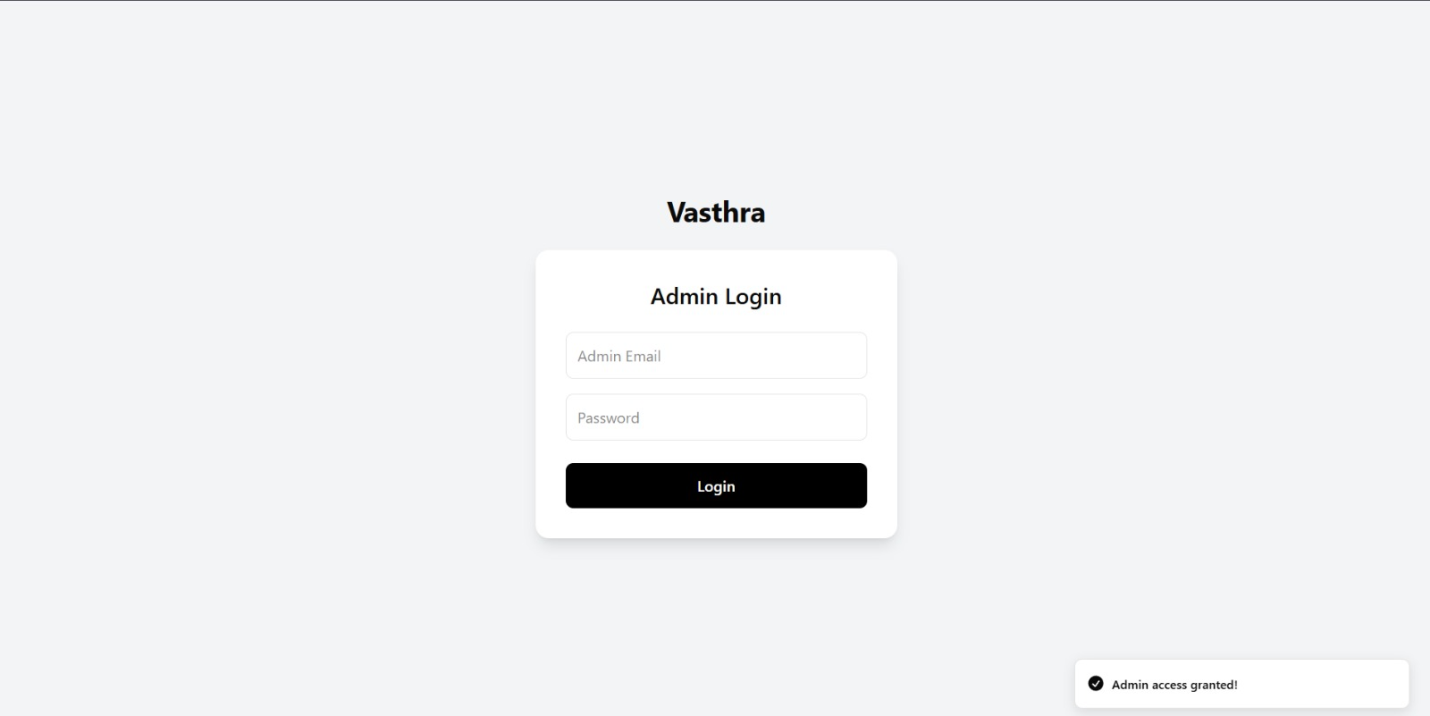 Vasthra
Admin Login
Admin Email
Password
Login
Admin access granted!